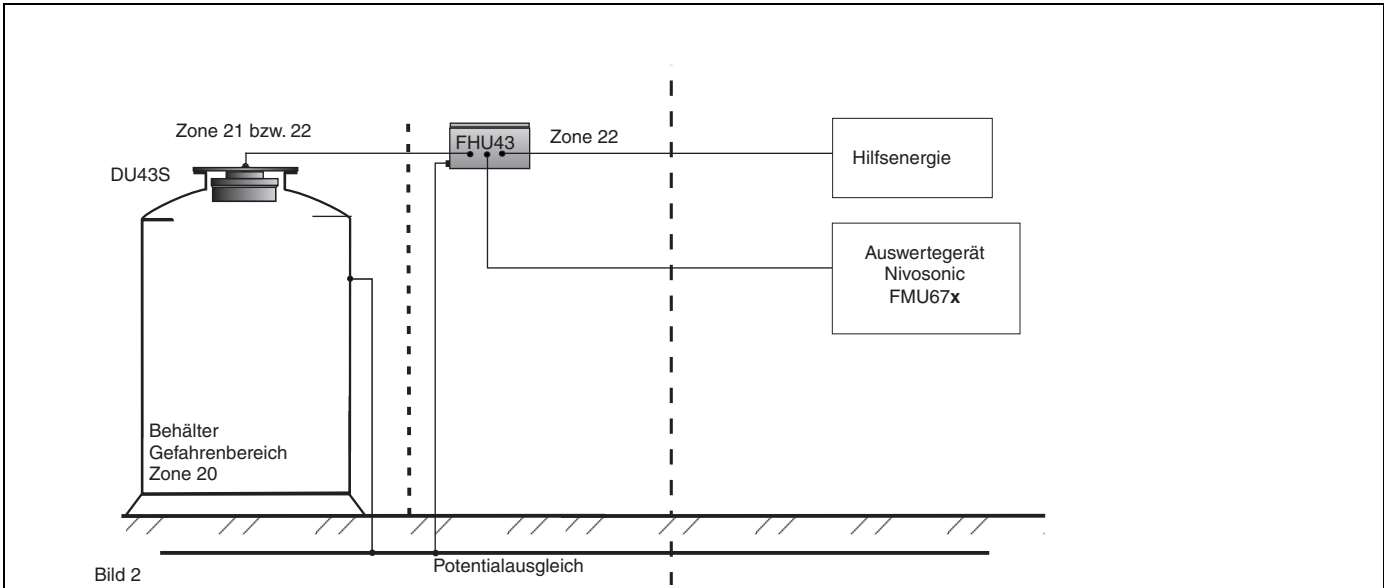 Zone 21 bzw. 22
FHU43
Zone 22
Hilfsenergie
DU43S
Auswertegerät
Nivosonic
FMU67x
Behälter
Gefahrenbereich
Zone 20
Potentialausgleich
Bild 2